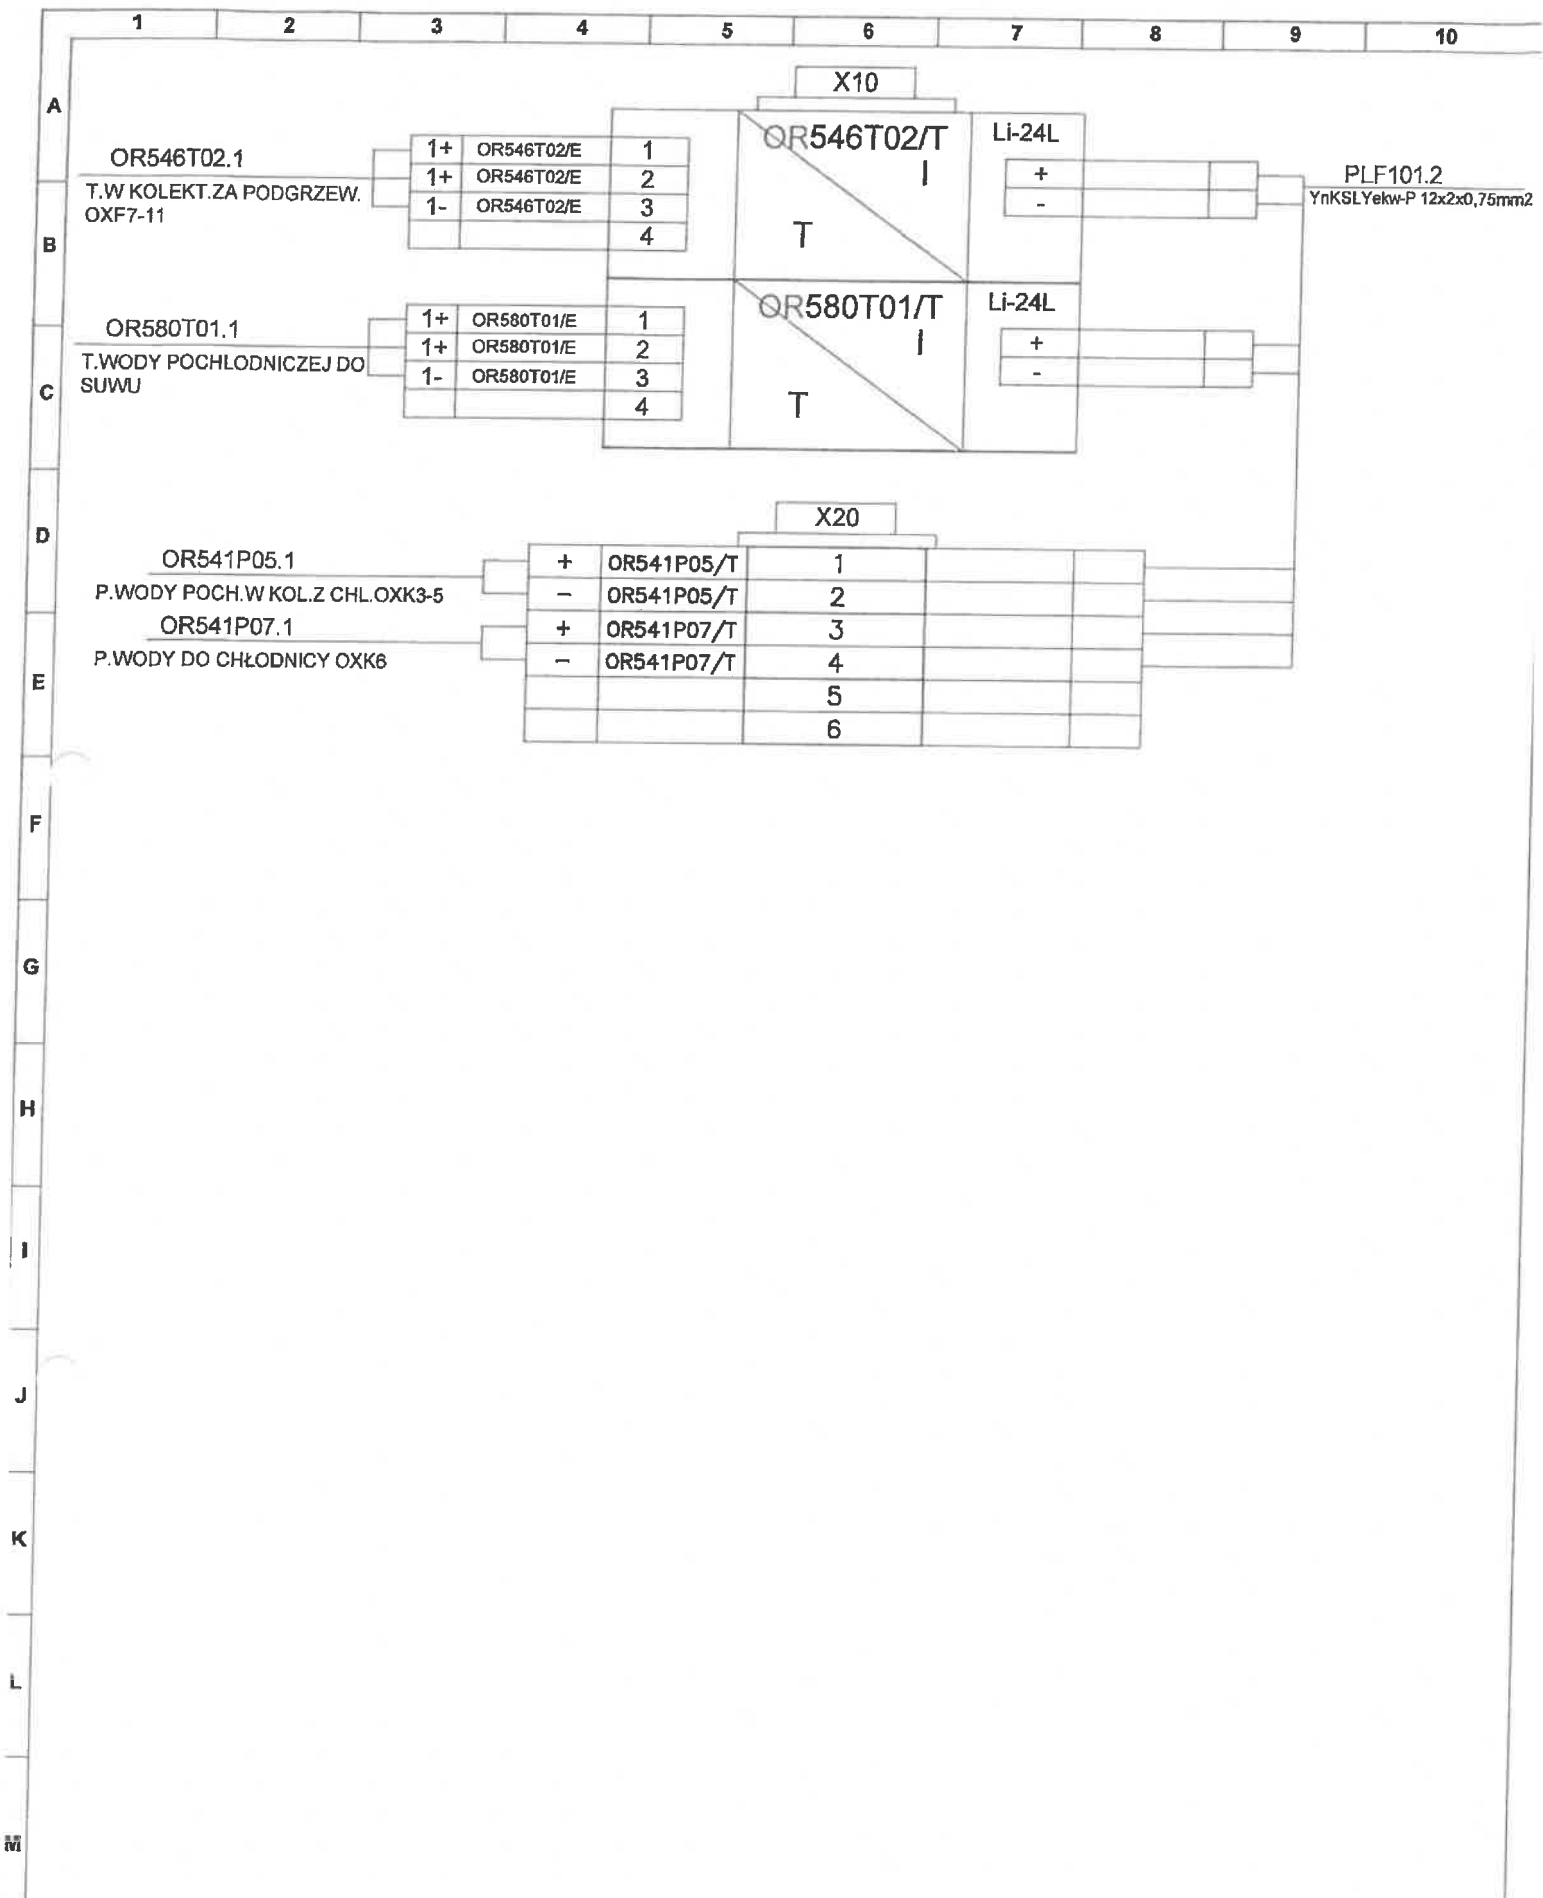 1 2 3 4 5 6 7 8 9 10
A
B
C
D
E
F
G
H
I
J
K
L
M
X10
OR546T02.1
T.W KOLEKT.ZA PODGRZEW.
OXF7-11
1+ OR546T02/E 1
1+ OR546T02/E 2
1- OR546T02/E 3
4
OR546T02/T
I
T
Li-24L
+
-
PLF101.2
YnKSLYekw-P 12x2x0,75mm2
OR580T01.1
T.WODY POCHLODNICZEJ DO
SUWU
1+ OR580T01/E 1
1+ OR580T01/E 2
1- OR580T01/E 3
4
OR580T01/T
I
T
Li-24L
+
-
X20
OR541P05.1
P.WODY POCH.W KOL.Z CHL.OXK3-5
OR541P07.1
P.WODY DO CHŁODNICY OXK6
+ OR541P05/T 1
- OR541P05/T 2
+ OR541P07/T 3
- OR541P07/T 4
5
6